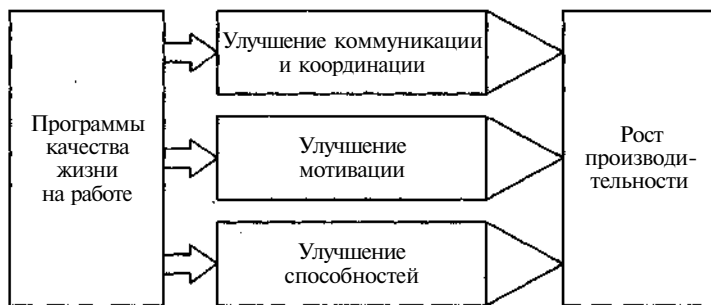 Программы
качества
жизни
на работе
Улучшение коммуникации
и координации
Улучшение
мотивации
Улучшение
способностей
Рост
производи-
тельности